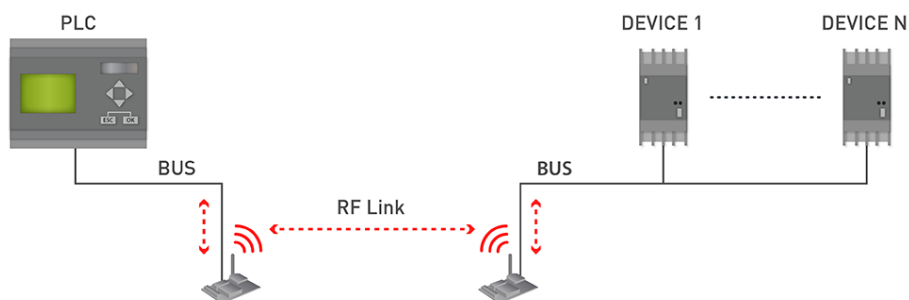 PLC
DEVICE 1
DEVICE N
ESC
OK
BUS
BUS
RF Link